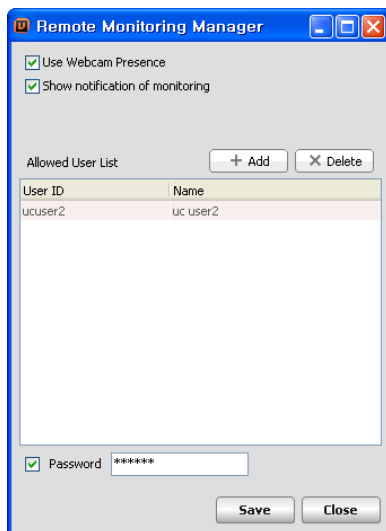 Remote Monitoring Manager
Use Webcam Presence
Show notification of monitoring
Allowed User List + Add X Delete
User ID Name
ucuser2 uc user2
Password ******
Save Close